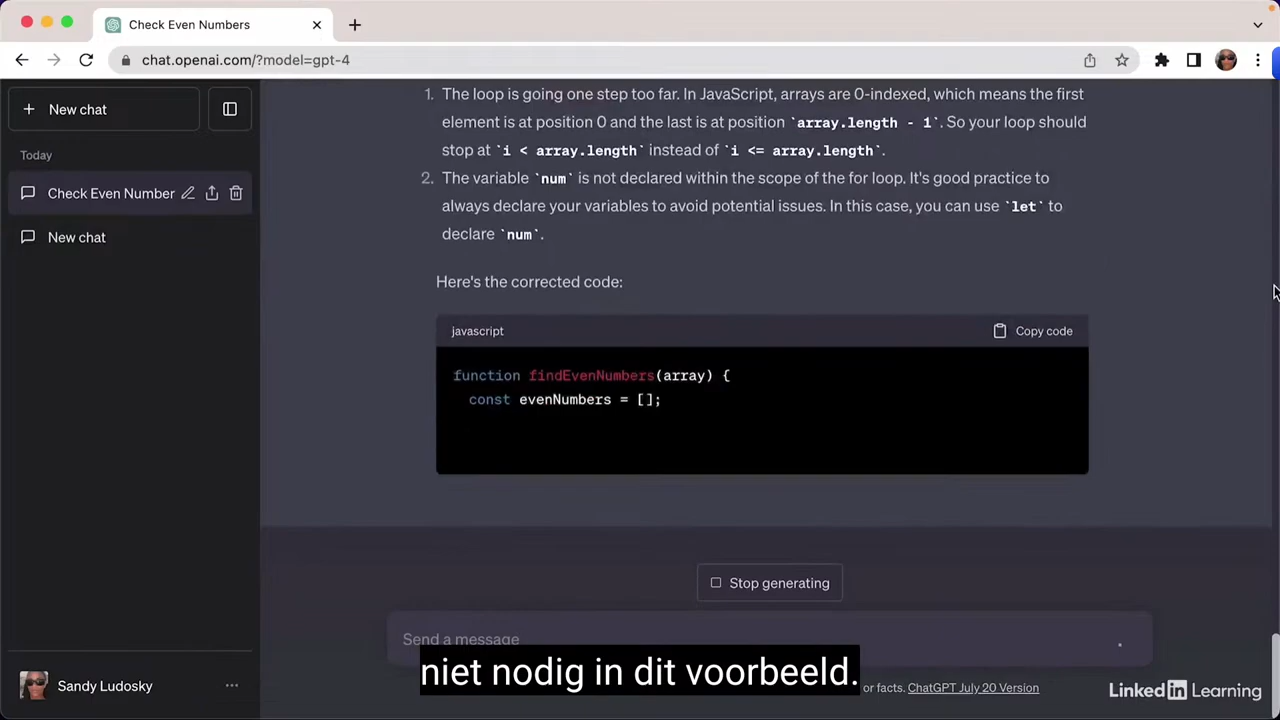 Check Even Numbers
chat.openai.com/?model=gpt-4
New chat
Today
Check Even Number
New chat
1. The loop is going one step too far. In JavaScript, arrays are 0-indexed, which means the first
element is at position 0 and the last is at position `array.length - 1`. So your loop should
stop at `i < array.length` instead of `i <= array.length`.
2. The variable `num` is not declared within the scope of the for loop. It's good practice to
always declare your variables to avoid potential issues. In this case, you can use `let` to
declare `num`.
Here's the corrected code:
javascript
Copy code
function findEvenNumbers(array) {
const evenNumbers = [];
Stop generating
Send a message
niet nodig in dit voorbeeld.
or facts. ChatGPT July 20 Version
Sandy Ludosky
LinkedIn Learning